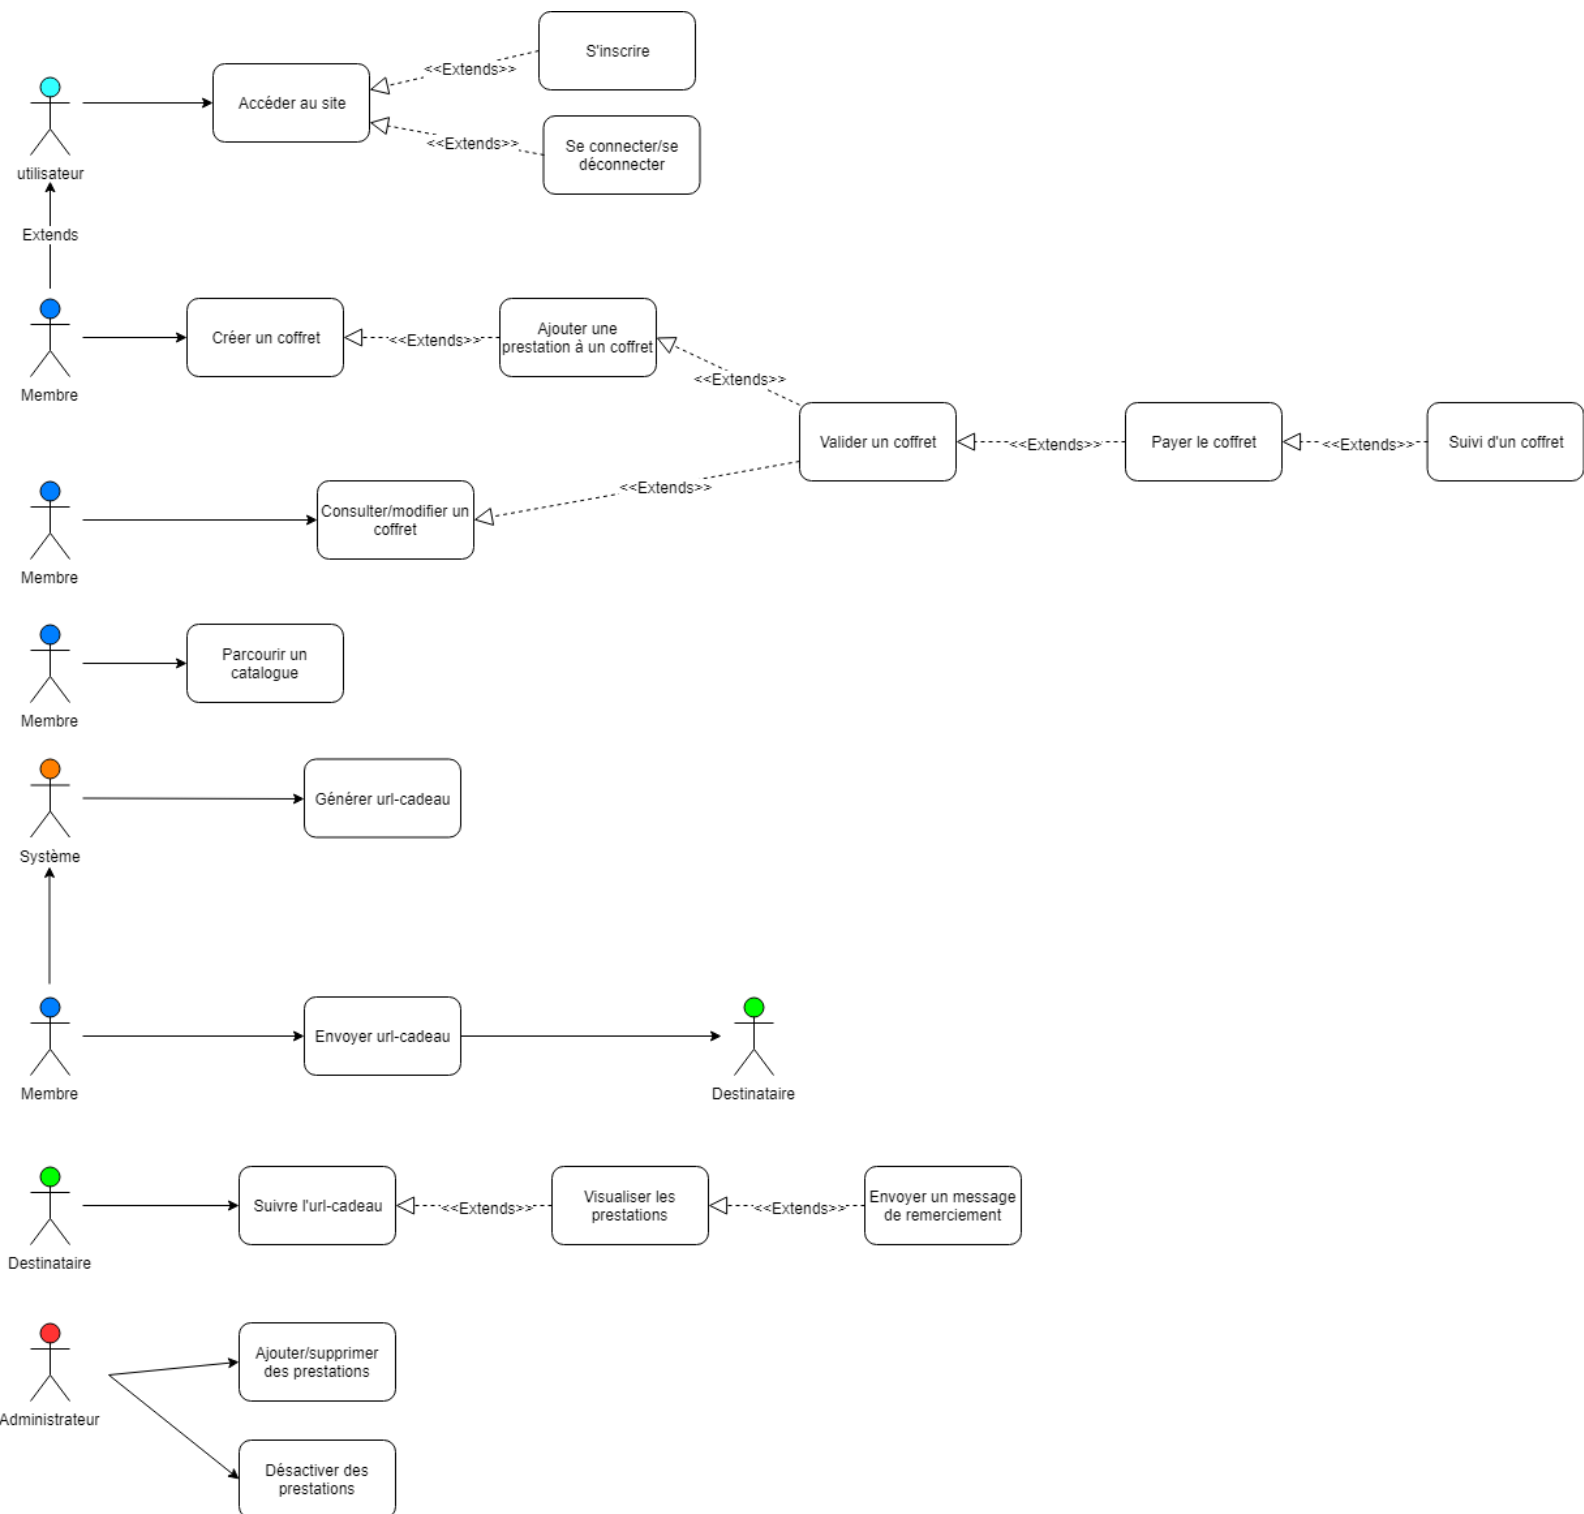 S'inscrire
<<Extends>>
Accéder au site
<<Extends>>
Se connecter/se
déconnecter
utilisateur
Extends
Créer un coffret
<<Extends>>
Ajouter une
prestation à un coffret
<<Extends>>
Membre
Valider un coffret
<<Extends>>
Payer le coffret
<<Extends>>
Suivi d'un coffret
<<Extends>>
Consulter/modifier un
coffret
Membre
Parcourir un
catalogue
Membre
Générer url-cadeau
Système
Envoyer url-cadeau
Membre
Destinataire
Suivre l'url-cadeau
<<Extends>>
Visualiser les
prestations
<<Extends>>
Envoyer un message
de remerciement
Destinataire
Ajouter/supprimer
des prestations
Administrateur
Désactiver des
prestations